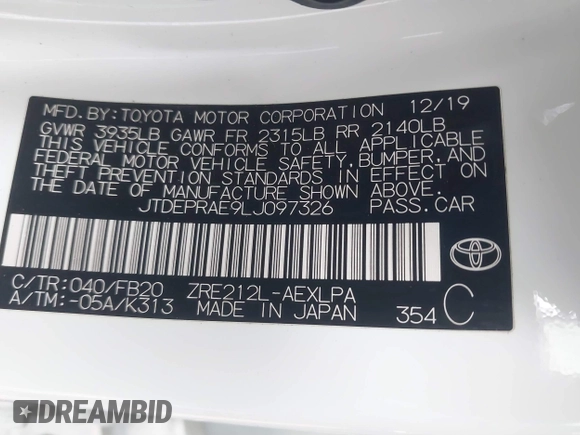 MFD. BY: TOYOTA MOTOR CORPORATION 12/19
GVWR 3935LB GAWR FR 2315LB RR 2140LB
THIS VEHICLE CONFORMS TO ALL APPLICABLE
FEDERAL MOTOR VEHICLE SAFETY, BUMPER, AND
THEFT PREVENTION STANDARDS IN EFFECT ON
THE DATE OF MANUFACTURE SHOWN ABOVE.
JTDEPRAE9LJ097326 PASS. CAR
C/TR: 040/FB20 ZRE212L-AEXLPA
A/TM: -05A/K313 MADE IN JAPAN 354 C
DREAMBID